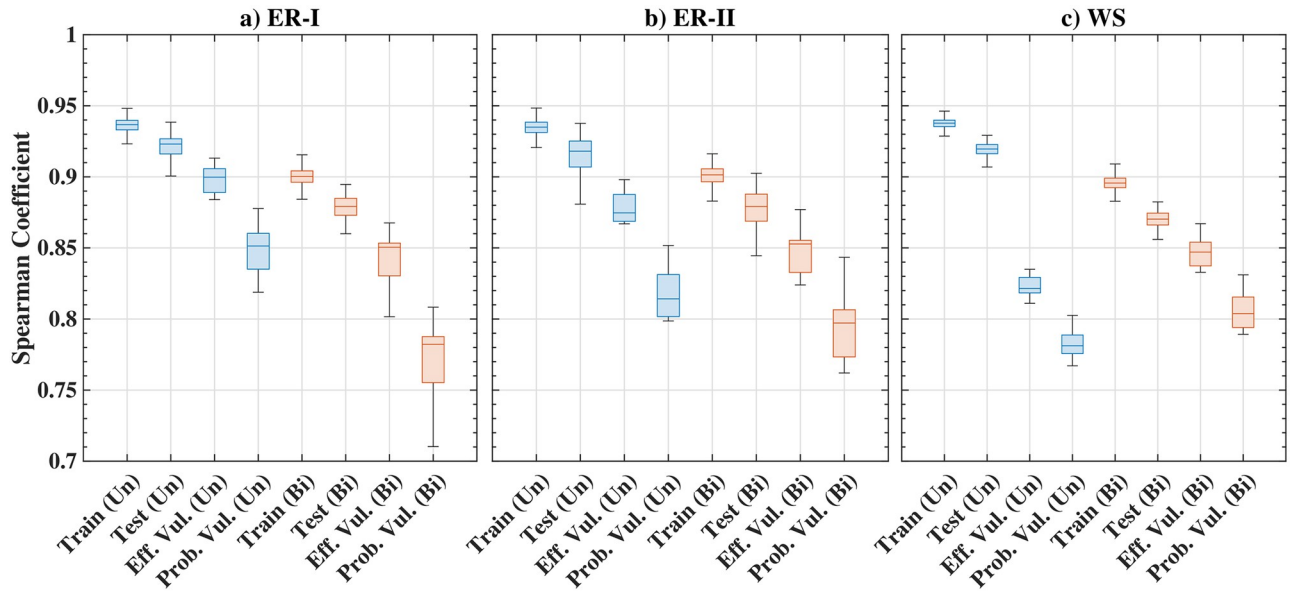 a) ER-I
b) ER-II
c) WS
Spearman Coefficient
1
0.95
0.9
0.85
0.8
0.75
0.7
Train (Un)
Test (Un)
Eff. Vul. (Un)
Prob. Vul. (Un)
Train (Bi)
Test (Bi)
Eff. Vul. (Bi)
Prob. Vul. (Bi)
Train (Un)
Test (Un)
Eff. Vul. (Un)
Prob. Vul. (Un)
Train (Bi)
Test (Bi)
Eff. Vul. (Bi)
Prob. Vul. (Bi)
Train (Un)
Test (Un)
Eff. Vul. (Un)
Prob. Vul. (Un)
Train (Bi)
Test (Bi)
Eff. Vul. (Bi)
Prob. Vul. (Bi)